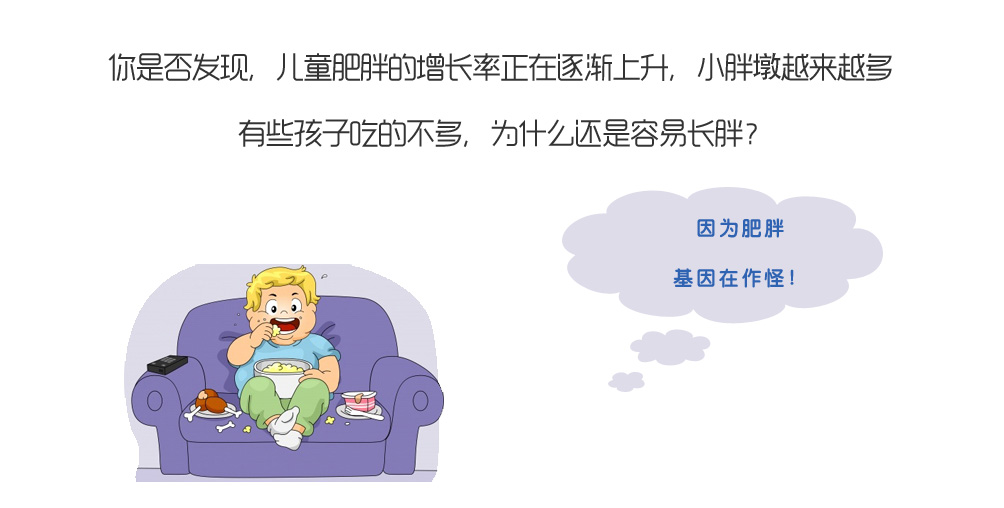 你是否发现，儿童肥胖的增长率正在逐渐上升，小胖墩越来越多
有些孩子吃的不多，为什么还是容易长胖？
因为肥胖
基因在作怪！